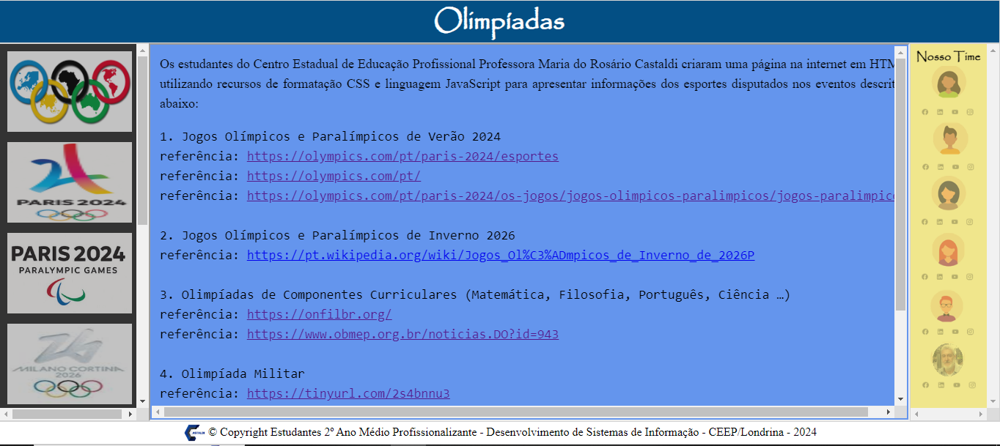 Olimpíadas
PARIS 2024
PARIS 2024
PARALYMPIC GAMES
MILANO CORTINA
2026
Os estudantes do Centro Estadual de Educação Profissional Professora Maria do Rosário Castaldi criaram uma página na internet em HTM
utilizando recursos de formatação CSS e linguagem JavaScript para apresentar informações dos esportes disputados nos eventos descrit
abaixo:
1. Jogos Olímpicos e Paralímpicos de Verão 2024
referência: https://olympics.com/pt/paris-2024/esportes
referência: https://olympics.com/pt/
referência: https://olympics.com/pt/paris-2024/os-jogos/jogos-olimpicos-paralimpicos/jogos-paralimpico
2. Jogos Olímpicos e Paralímpicos de Inverno 2026
referência: https://pt.wikipedia.org/wiki/Jogos_Ol%C3%ADmpicos_de_Inverno_de_2026P
3. Olimpíadas de Componentes Curriculares (Matemática, Filosofia, Português, Ciência …)
referência: https://onfilbr.org/
referência: https://www.obmep.org.br/noticias.DO?id=943
4. Olimpíada Militar
referência: https://tinyurl.com/2s4bnnu3
Nosso Time
© Copyright Estudantes 2º Ano Médio Profissionalizante - Desenvolvimento de Sistemas de Informação - CEEP/Londrina - 2024